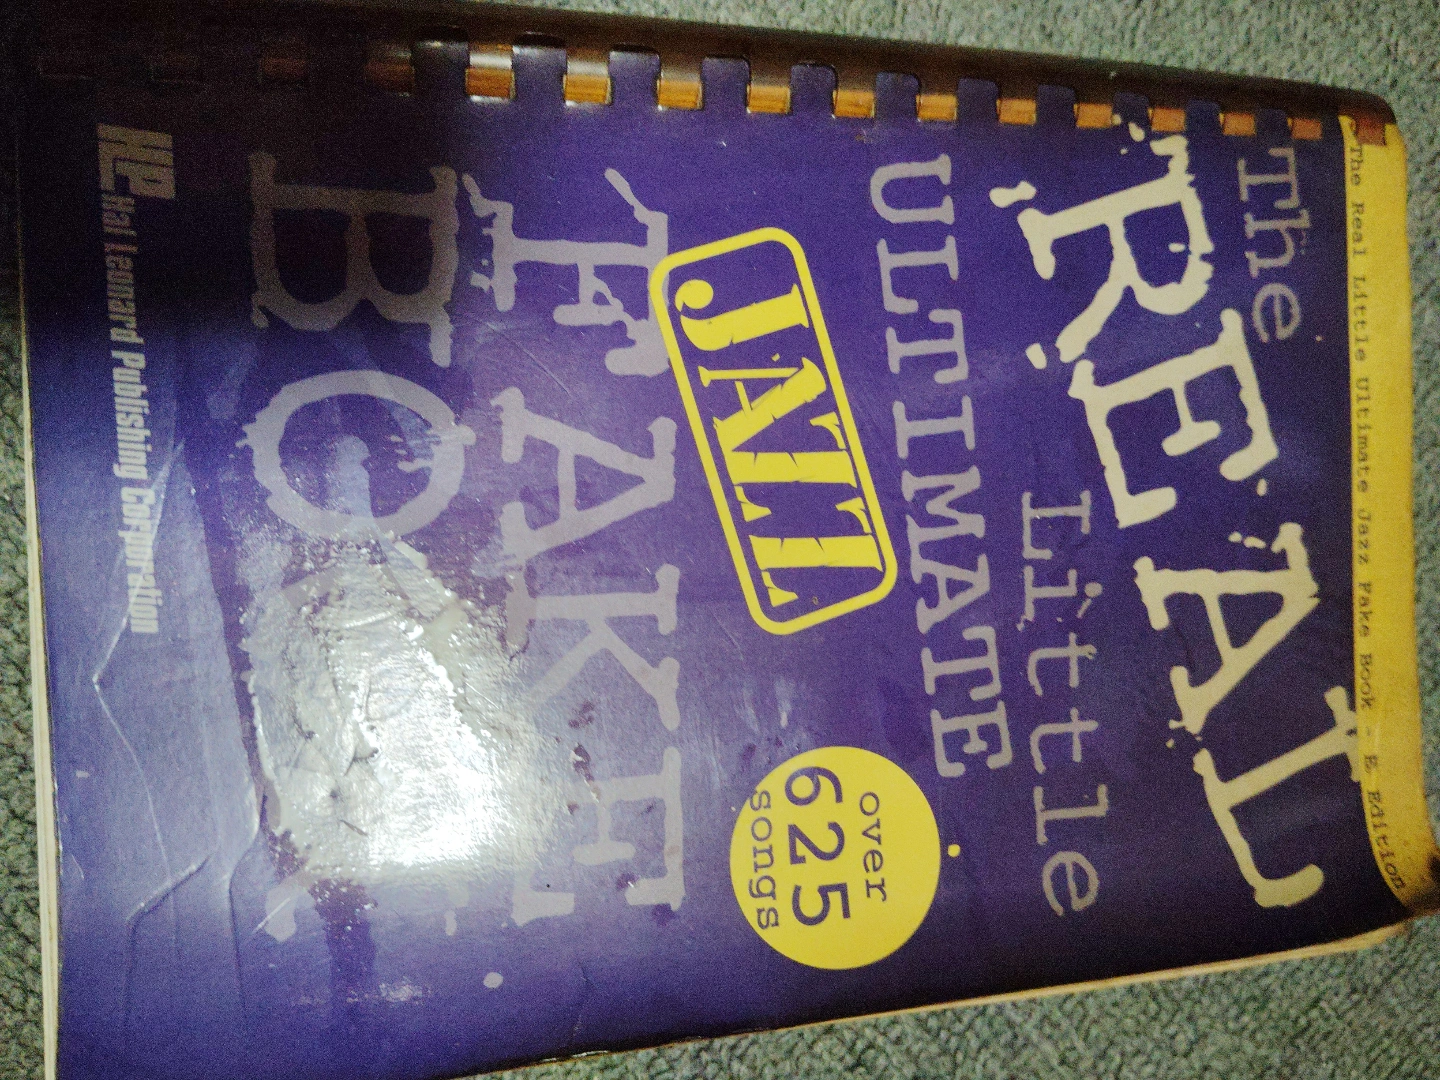 The Real Little Ultimate Jazz Fake Book - E♭ Edition
The
REAL
Little
ULTIMATE
JAZZ
over
625
songs
FAKE
BOOK
HL Hal Leonard Publishing Corporation